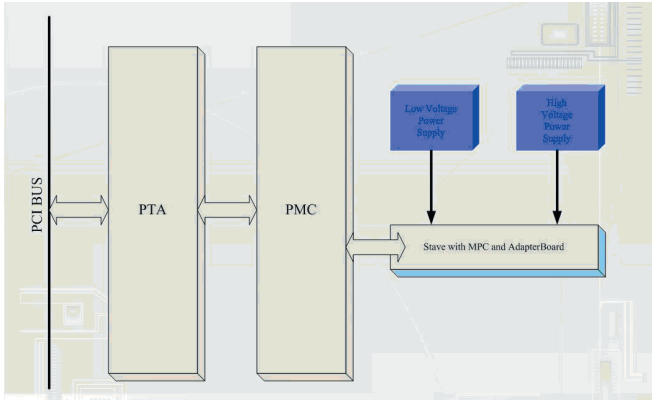 PCI BUS
PTA
PMC
Low Voltage
Power
Supply
High
Voltage
Power
Supply
Stave with MPC and AdapterBoard